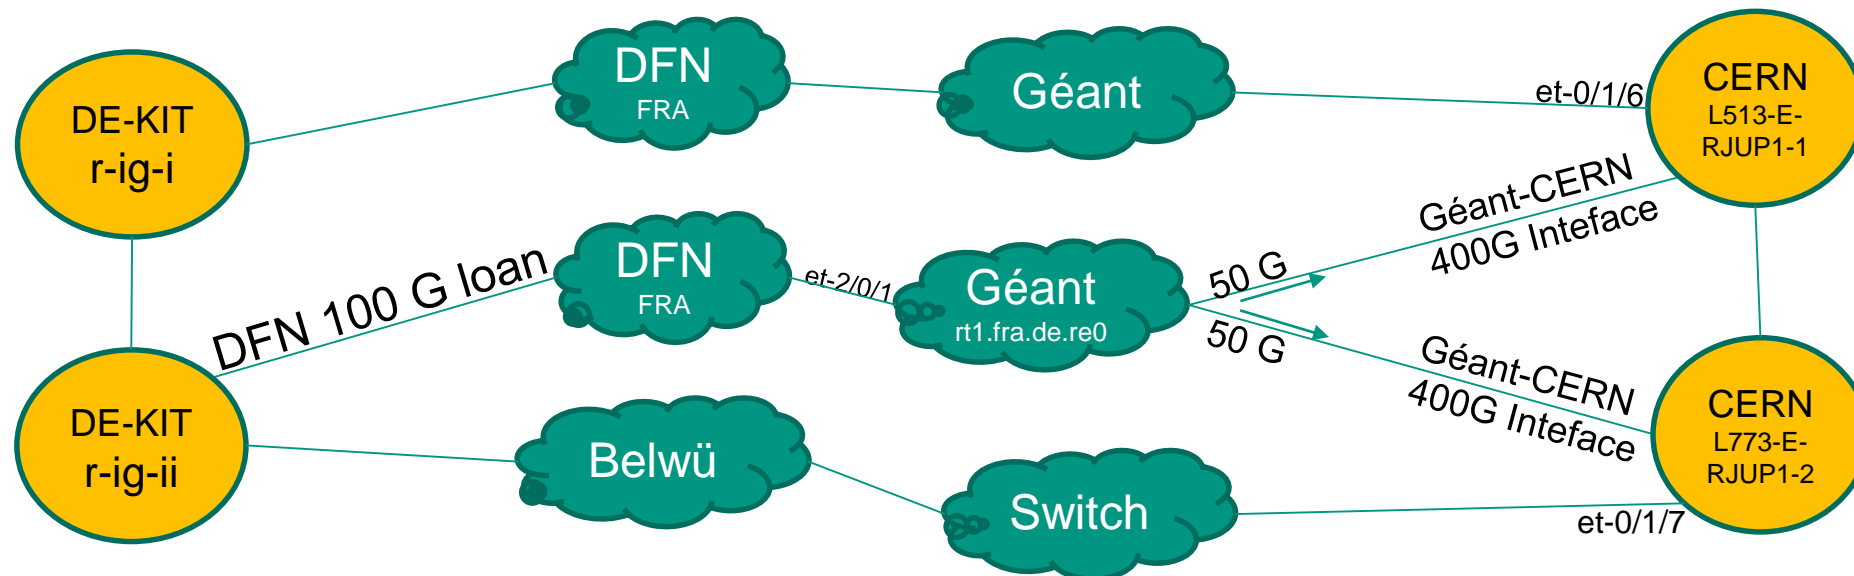 DE-KIT
r-ig-i
DFN
FRA
Géant
et-0/1/6
CERN
L513-E-
RJUP1-1
Géant-CERN
400G Inteface
DFN 100 G loan
DFN
FRA
et-2/0/1
Géant
rt1.fra.de.re0
50 G
50 G
Géant-CERN
400G Inteface
DE-KIT
r-ig-ii
Belwü
Switch
et-0/1/7
CERN
L773-E-
RJUP1-2